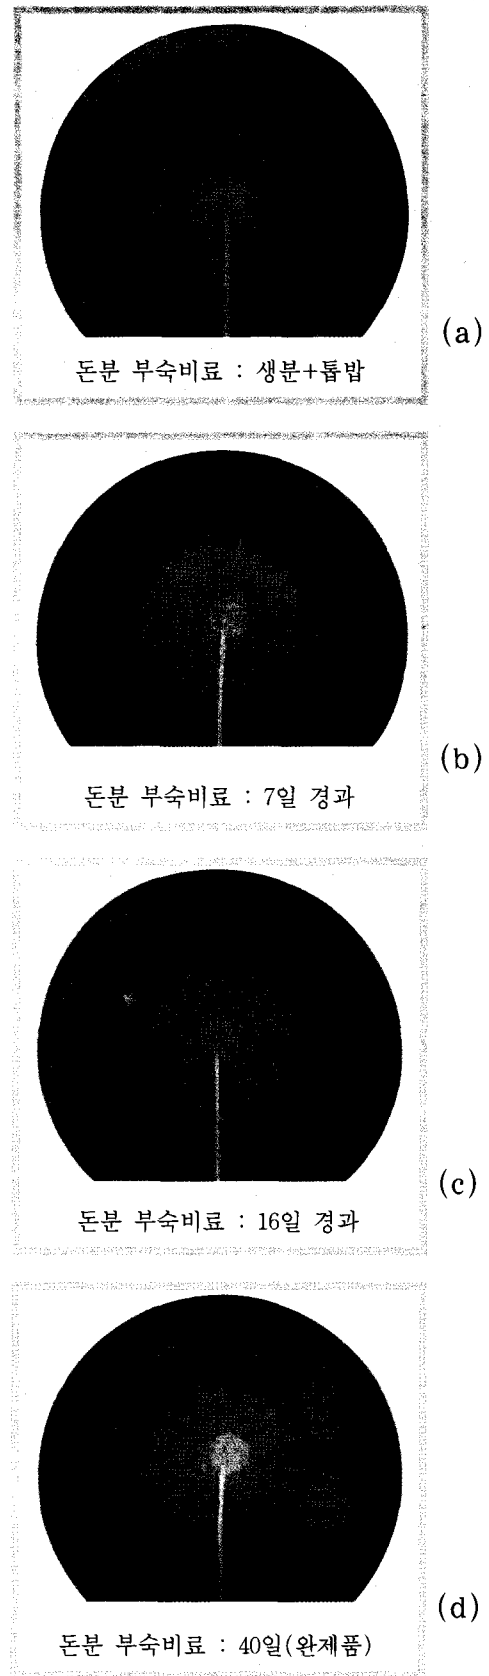 (a)
돈분 부숙비료 : 생분+톱밥
(b)
돈분 부숙비료 : 7일 경과
(c)
돈분 부숙비료 : 16일 경과
(d)
돈분 부숙비료 : 40일(완제품)